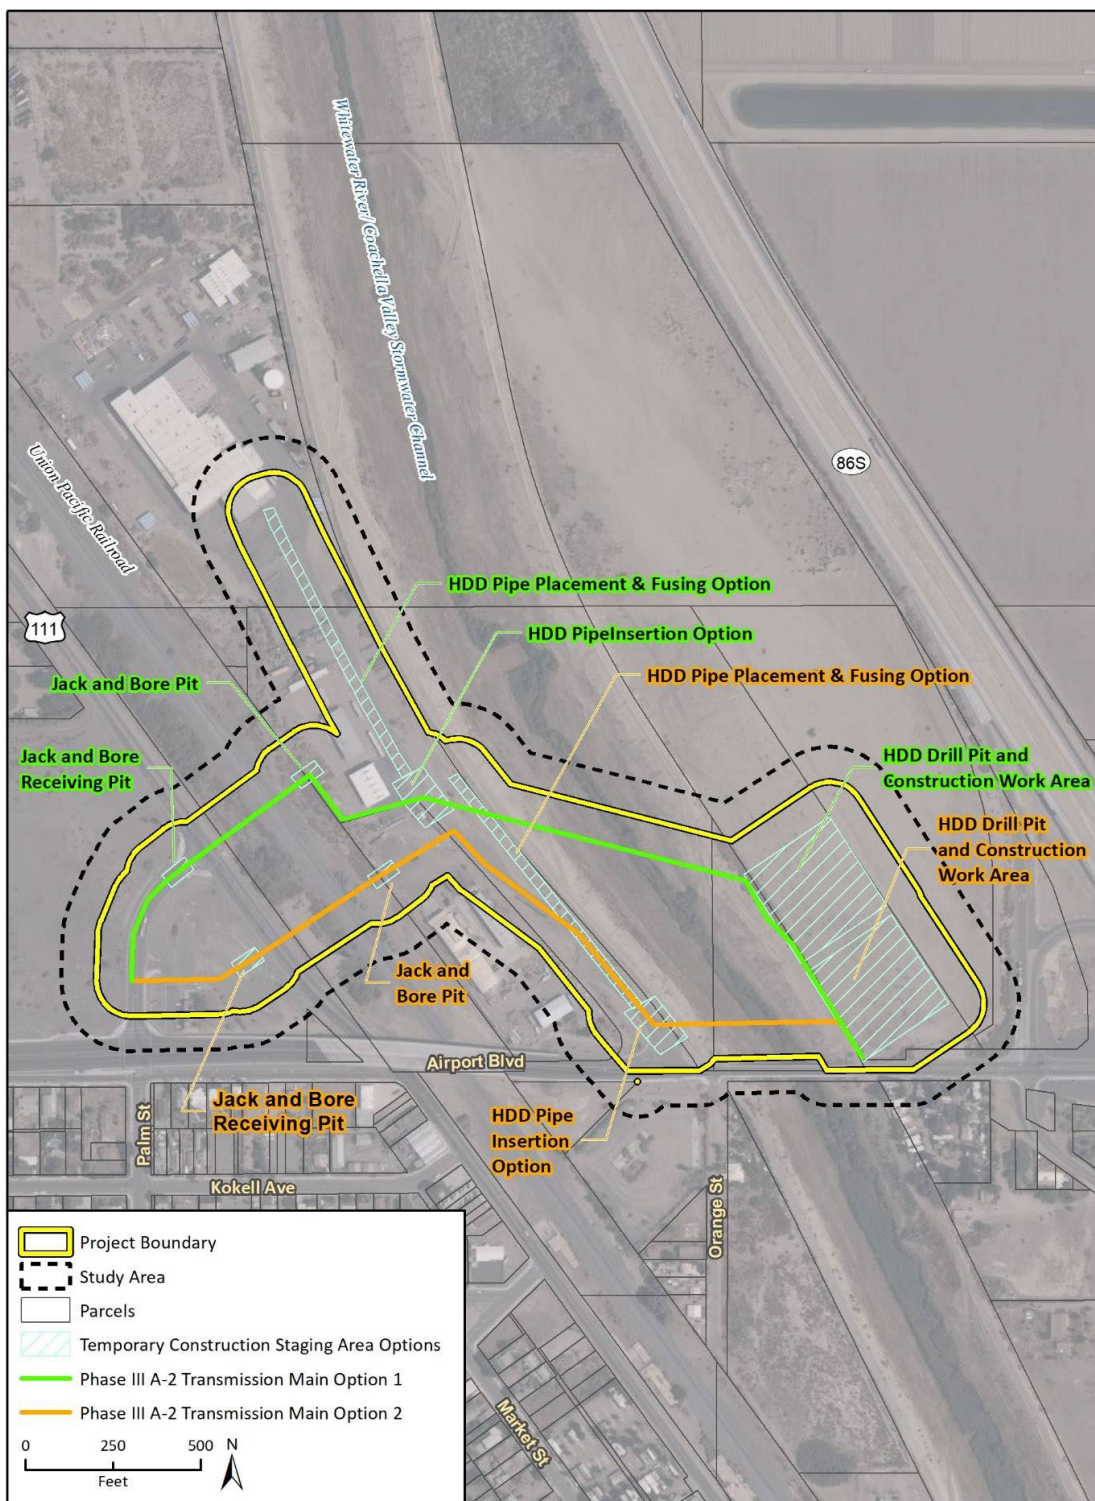 Whitewater River/Coachella Valley Stormwater Channel
86S
Union Pacific Railroad
111
HDD Pipe Placement & Fusing Option
HDD PipeInsertion Option
HDD Pipe Placement & Fusing Option
Jack and Bore Pit
Jack and Bore
Receiving Pit
HDD Drill Pit and
Construction Work Area
HDD Drill Pit
and Construction
Work Area
Jack and
Bore Pit
Airport Blvd
Jack and Bore
Receiving Pit
HDD Pipe
Insertion
Option
Palm St
Kokell Ave
Orange St
Market St
Project Boundary
Study Area
Parcels
Temporary Construction Staging Area Options
Phase III A-2 Transmission Main Option 1
Phase III A-2 Transmission Main Option 2
0 250 500 N
Feet